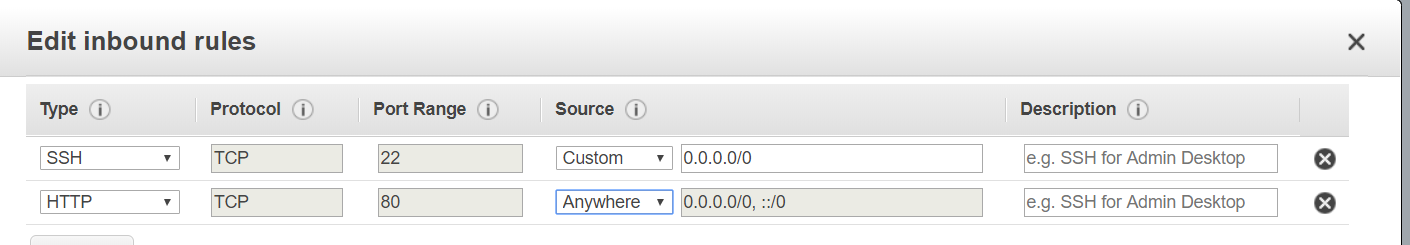 Edit inbound rules
Type Protocol Port Range Source Description
SSH TCP 22 Custom 0.0.0.0/0 e.g. SSH for Admin Desktop
HTTP TCP 80 Anywhere 0.0.0.0/0, ::/0 e.g. SSH for Admin Desktop